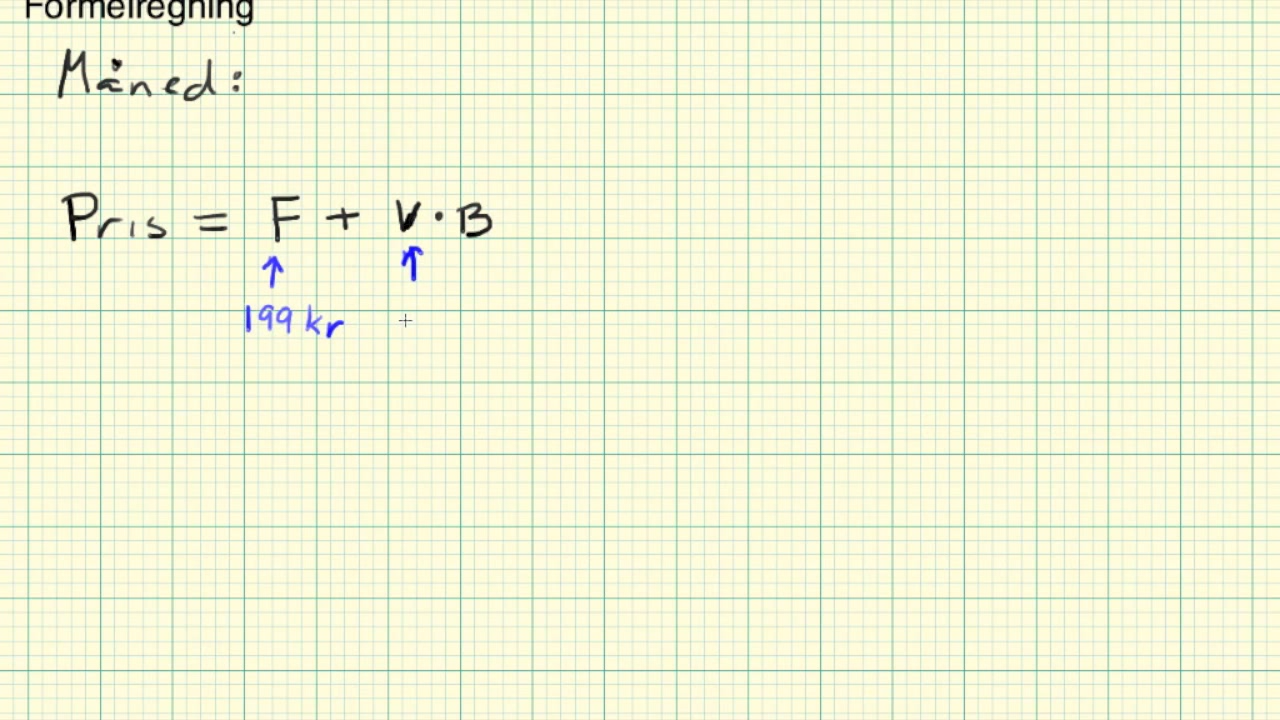 Formelregning
Måned:
Pris = F + V · B
↑ ↑
199 kr